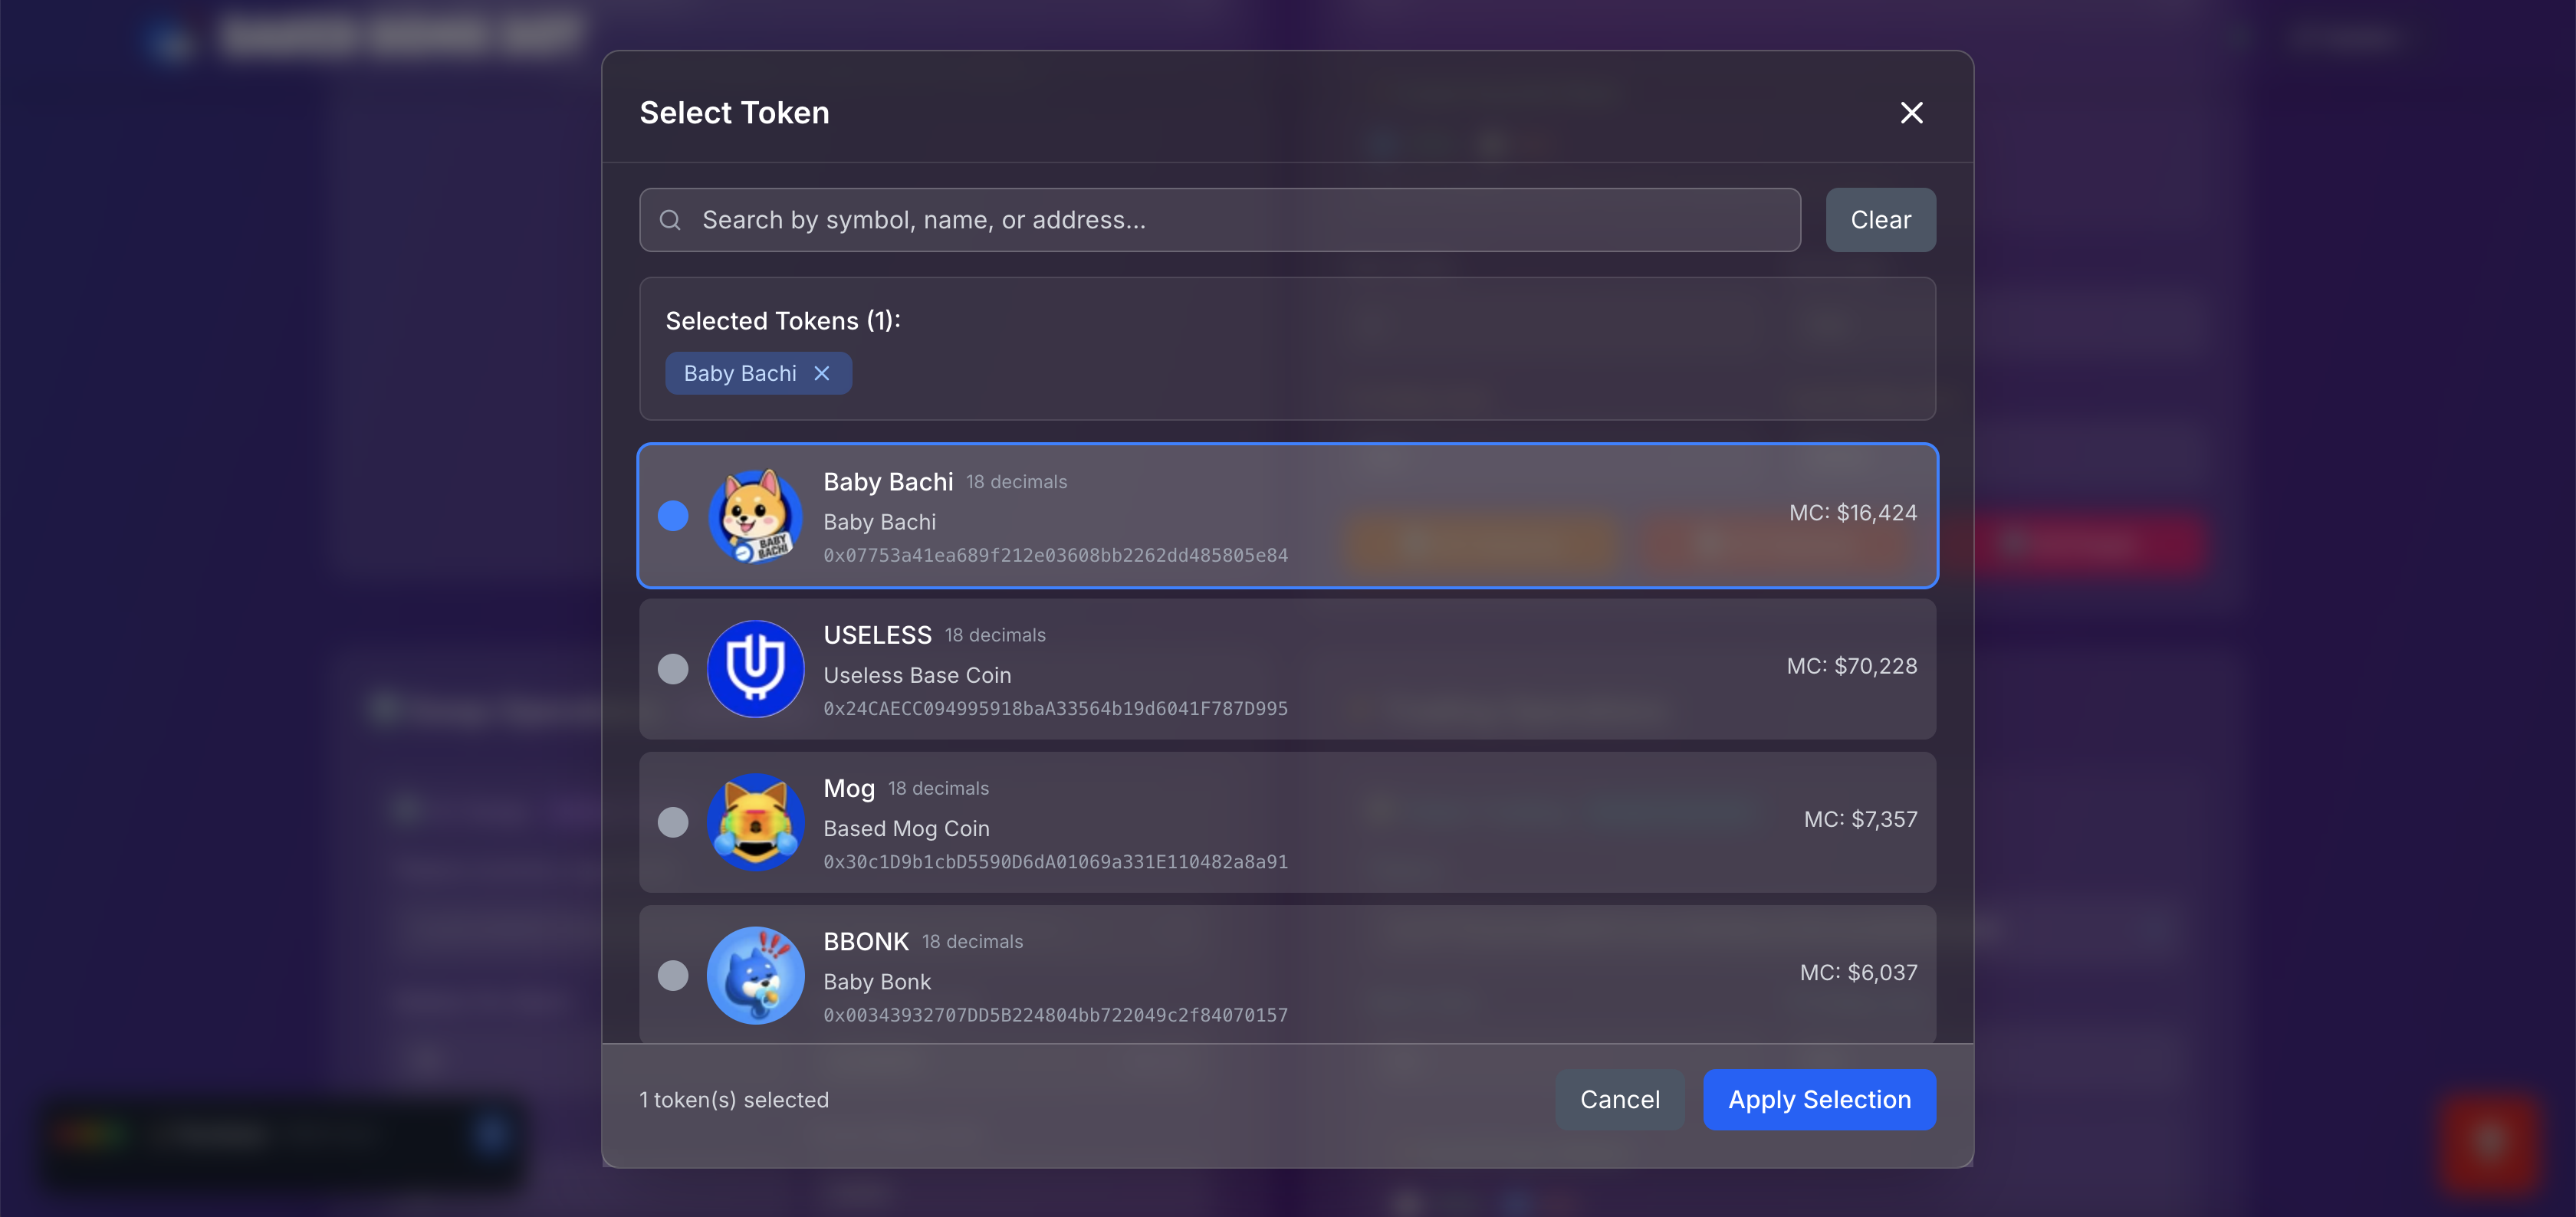 Select Token
Search by symbol, name, or address...
Clear
Selected Tokens (1):
Baby Bachi
Baby Bachi 18 decimals
Baby Bachi
0x07753a41ea689f212e03608bb2262dd485805e84
MC: $16,424
BABY BACHI
USELESS 18 decimals
Useless Base Coin
0x24CAECC094995918baA33564b19d6041F787D995
MC: $70,228
Mog 18 decimals
Based Mog Coin
0x30c1D9b1cbD5590D6dA01069a331E110482a8a91
MC: $7,357
BBONK 18 decimals
Baby Bonk
0x00343932707DD5B224804bb722049c2f84070157
MC: $6,037
1 token(s) selected
Cancel
Apply Selection